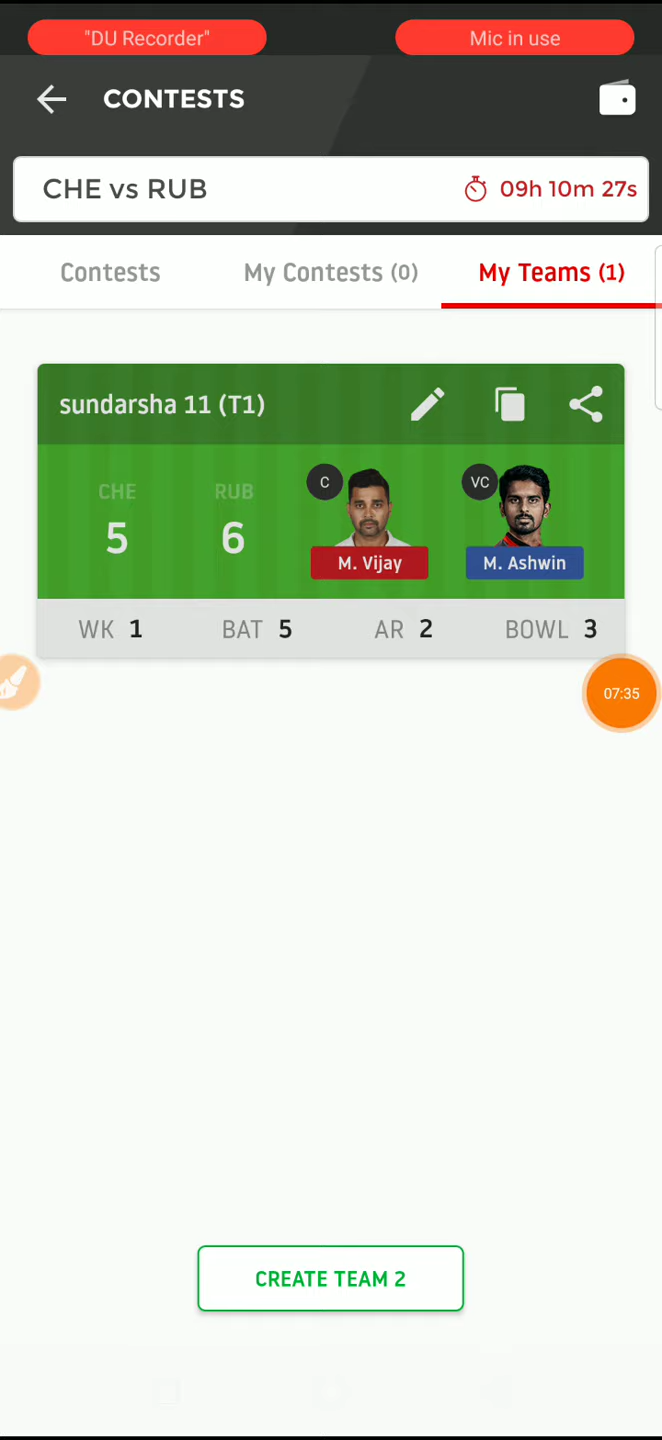 "DU Recorder" Mic in use
CONTESTS
CHE vs RUB 09h 10m 27s
Contests My Contests (0) My Teams (1)
sundarsha 11 (T1)
CHE RUB C VC
5 6
M. Vijay M. Ashwin
WK 1 BAT 5 AR 2 BOWL 3
07:35
CREATE TEAM 2